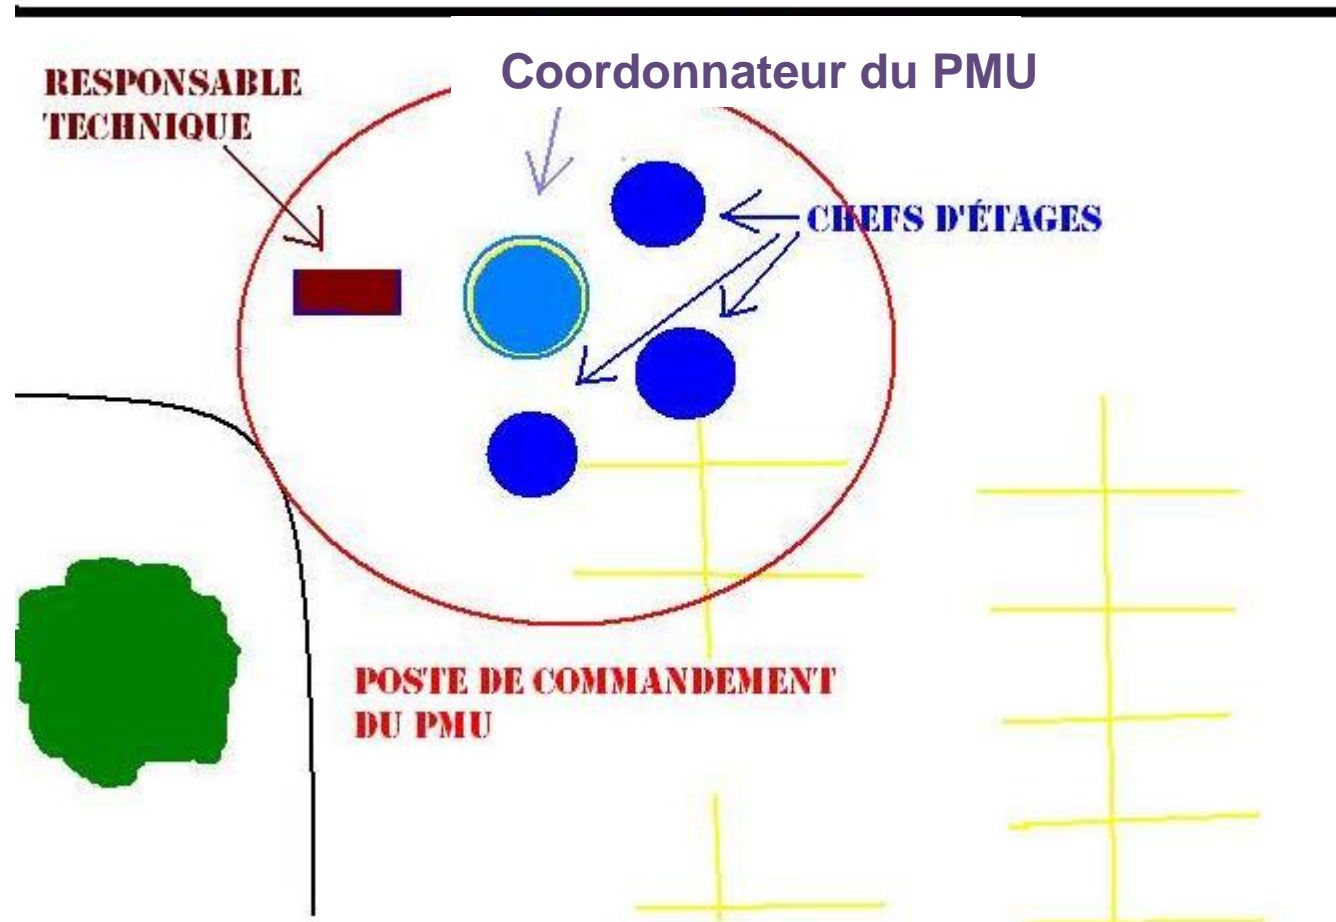 Coordonnateur du PMU
RESPONSABLE
TECHNIQUE
CHEFS D'ÉTAGES
POSTE DE COMMANDEMENT
DU PMU